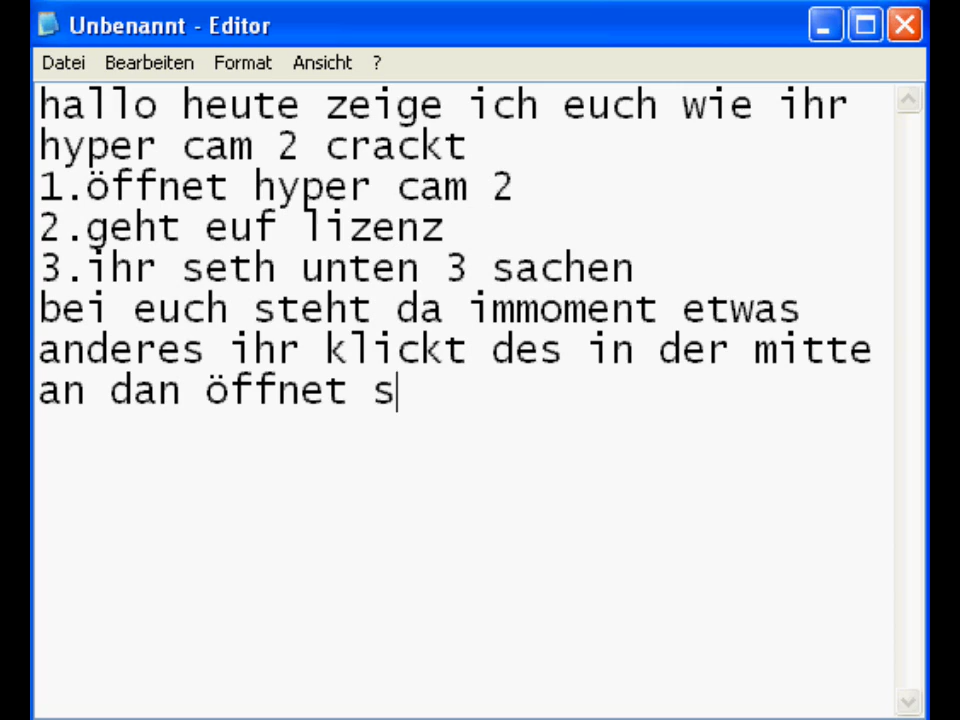 Unbenannt - Editor
Datei Bearbeiten Format Ansicht ?
hallo heute zeige ich euch wie ihr
hyper cam 2 crackt
1.öffnet hyper cam 2
2.geht euf lizenz
3.ihr seth unten 3 sachen
bei euch steht da immoment etwas
anderes ihr klickt des in der mitte
an dan öffnet s